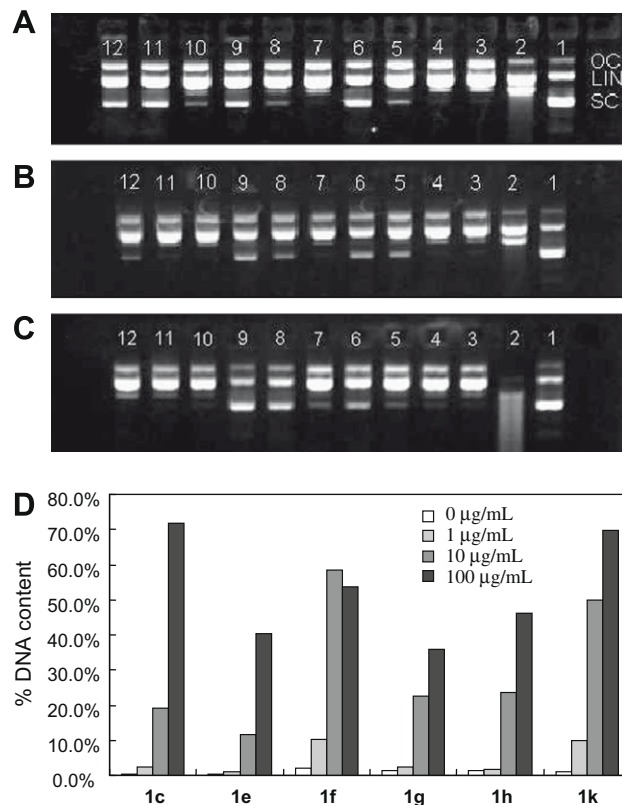 A
12 11 10 9 8 7 6 5 4 3 2 1
OC
LIN
SC
B
12 11 10 9 8 7 6 5 4 3 2 1
C
12 11 10 9 8 7 6 5 4 3 2 1
D
80.0%
70.0%
60.0%
50.0%
40.0%
30.0%
20.0%
10.0%
0.0%
% DNA content
0 µg/mL
1 µg/mL
10 µg/mL
100 µg/mL
1c 1e 1f 1g 1h 1k